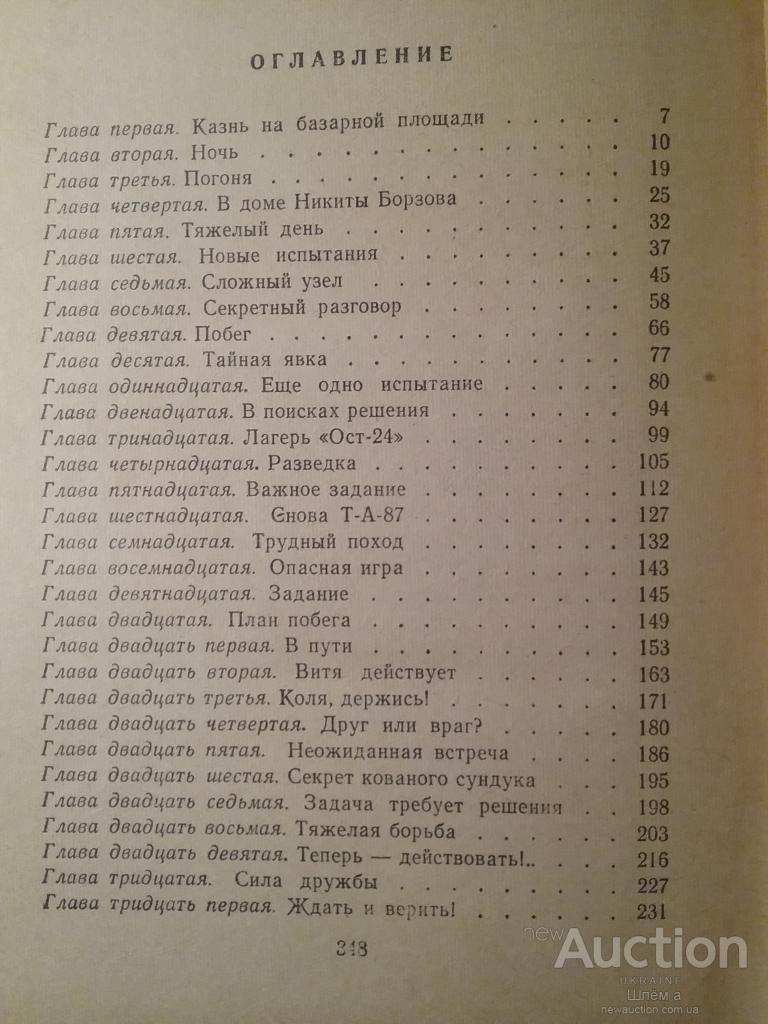 ОГЛАВЛЕНИЕ
Глава первая. Казнь на базарной площади . . . . . 7
Глава вторая. Ночь . . . . . . . . . . . . . . 10
Глава третья. Погоня . . . . . . . . . . . . . . 19
Глава четвертая. В доме Никиты Борзова . . . . . . 25
Глава пятая. Тяжелый день . . . . . . . . . 32
Глава шестая. Новые испытания . . . . . . . . . 37
Глава седьмая. Сложный узел . . . . . . . . . . 45
Глава восьмая. Секретный разговор . . . . . . . . 58
Глава девятая. Побег . . . . . . . . . . . . . 66
Глава десятая. Тайная явка . . . . . . . . . . 77
Глава одиннадцатая. Еще одно испытание . . . . . 80
Глава двенадцатая. В поисках решения . . . . . . . 94
Глава тринадцатая. Лагерь «Ост-24» . . . . . . . . 99
Глава четырнадцатая. Разведка . . . . . . . . . . 105
Глава пятнадцатая. Важное задание . . . . . . . . 112
Глава шестнадцатая. Снова Т-А-87 . . . . . . . . 127
Глава семнадцатая. Трудный поход . . . . . . . . 132
Глава восемнадцатая. Опасная игра . . . . . . . . 143
Глава девятнадцатая. Задание . . . . . . . . . . 145
Глава двадцатая. План побега . . . . . . . . . . 149
Глава двадцать первая. В пути . . . . . . . . . 153
Глава двадцать вторая. Витя действует . . . . . . 163
Глава двадцать третья. Коля, держись! . . . . . . . 171
Глава двадцать четвертая. Друг или враг? . . . . . 180
Глава двадцать пятая. Неожиданная встреча . . . . 186
Глава двадцать шестая. Секрет кованого сундука . . . 195
Глава двадцать седьмая. Задача требует решения . . 198
Глава двадцать восьмая. Тяжелая борьба . . . . . . 203
Глава двадцать девятая. Теперь — действовать!.. . . . 216
Глава тридцатая. Сила дружбы . . . . . . . . . 227
Глава тридцать первая. Ждать и верить! . . . . . . 231
248
new Auction
UKRAINE
Шлём а
newauction.com.ua